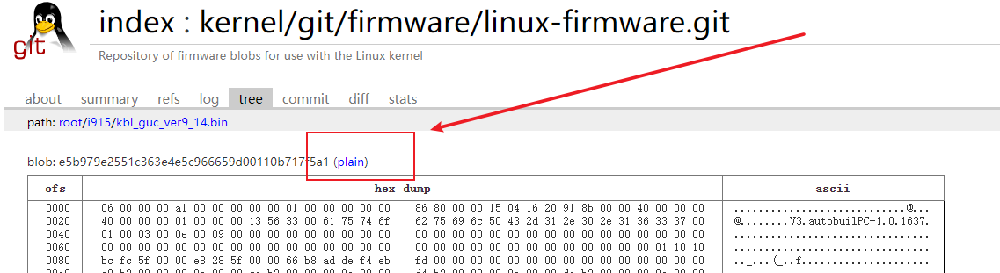 git
index : kernel/git/firmware/linux-firmware.git
Repository of firmware blobs for use with the Linux kernel
about summary refs log tree commit diff stats
path: root/i915/kbl_guc_ver9_14.bin
blob: e5b979e2551c363e4e5c966659d00110b717f5a1 (plain)
ofs hex dump ascii
0000 06 00 00 00 a1 00 00 00 00 00 01 00 00 00 00 00 86 80 00 00 15 04 16 20 91 8b 00 00 40 00 00 00 ............................@...
0020 40 00 00 00 01 00 00 00 13 56 33 00 61 75 74 6f 62 75 69 6c 50 43 2d 31 2e 30 2e 31 36 33 37 00 @........V3.autobuilPC-1.0.1637.
0040 01 00 03 00 0e 00 09 00 00 00 00 00 00 00 00 00 00 00 00 00 00 00 00 00 00 00 00 00 00 00 00 00 ................................
0060 00 00 00 00 00 00 00 00 00 00 00 00 00 00 00 00 00 00 00 00 00 00 00 00 00 00 00 00 00 01 10 10 ................................
0080 bc fc 5f 00 00 e8 28 5f 00 00 66 b8 ad de f4 eb fd 00 00 00 00 00 00 00 00 00 00 00 00 00 00 00 .._...(_..f.....................